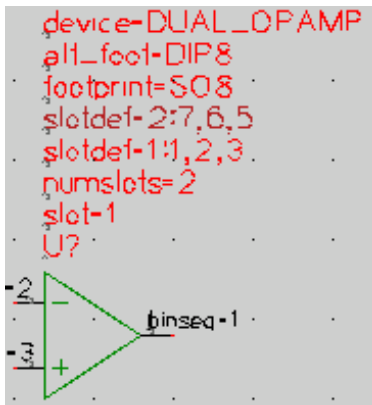 device=DUAL_OPAMP
alt_foot=DIP8
footprint=SO8
slotdef=2:7,6,5
slotdef=1:1,2,3
numslots=2
slot=1
U?
=2
−
pinseq=1
=3
+